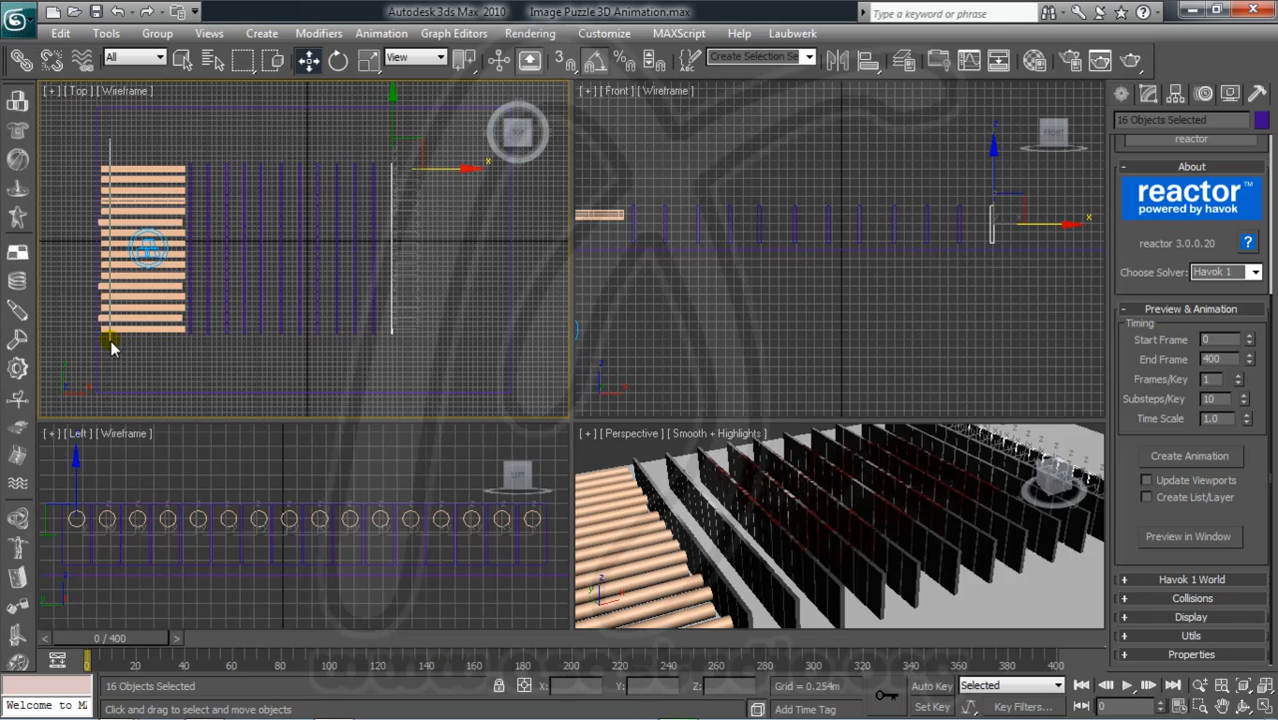 Autodesk 3ds Max 2010 Image Puzzle 3D Animation.max
Type a keyword or phrase
Edit Tools Group Views Create Modifiers Animation Graph Editors Rendering Customize MAXScript Help Laubwerk
All View Create Selection Se
[ + ] [ Top ] [ Wireframe ]
[ + ] [ Front ] [ Wireframe ]
16 Objects Selected
TOP
FRONT
reactor
About
reactor™
powered by havok
reactor 3.0.0.20 ?
Choose Solver: Havok 1
Preview & Animation
Timing
Start Frame 0
End Frame 400
Frames/Key 1
Substeps/Key 10
Time Scale 1.0
Create Animation
Update Viewports
Create List/Layer
Preview in Window
[ + ] [ Left ] [ Wireframe ]
[ + ] [ Perspective ] [ Smooth + Highlights ]
LEFT
Havok 1 World
Collisions
Display
Utils
Properties
0 / 400
0 20 40 60 80 100 120 140 160 180 200 220 240 260 280 300 320 340 360 380 400
16 Objects Selected X: Y: Z: Grid = 0.254m Auto Key Selected
Welcome to M
Click and drag to select and move objects Add Time Tag Set Key Key Filters... 0